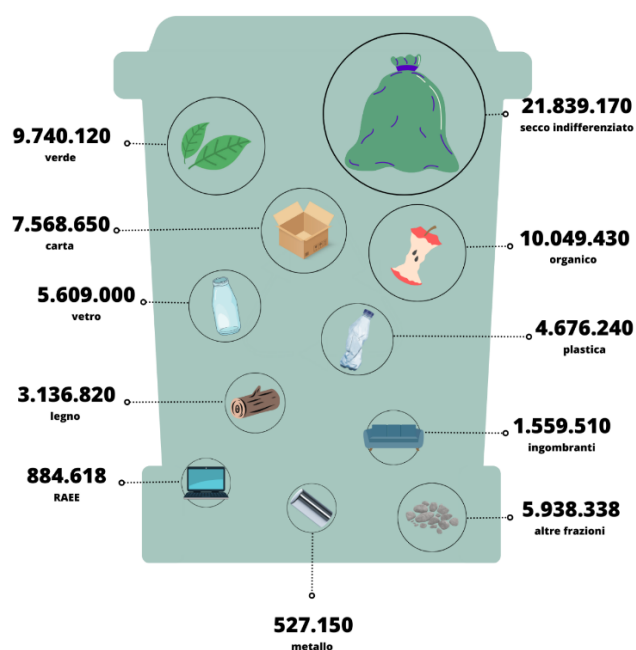 21.839.170
secco indifferenziato
9.740.120
verde
7.568.650
carta
10.049.430
organico
5.609.000
vetro
4.676.240
plastica
3.136.820
legno
1.559.510
ingombranti
884.618
RAEE
5.938.338
altre frazioni
527.150
metallo